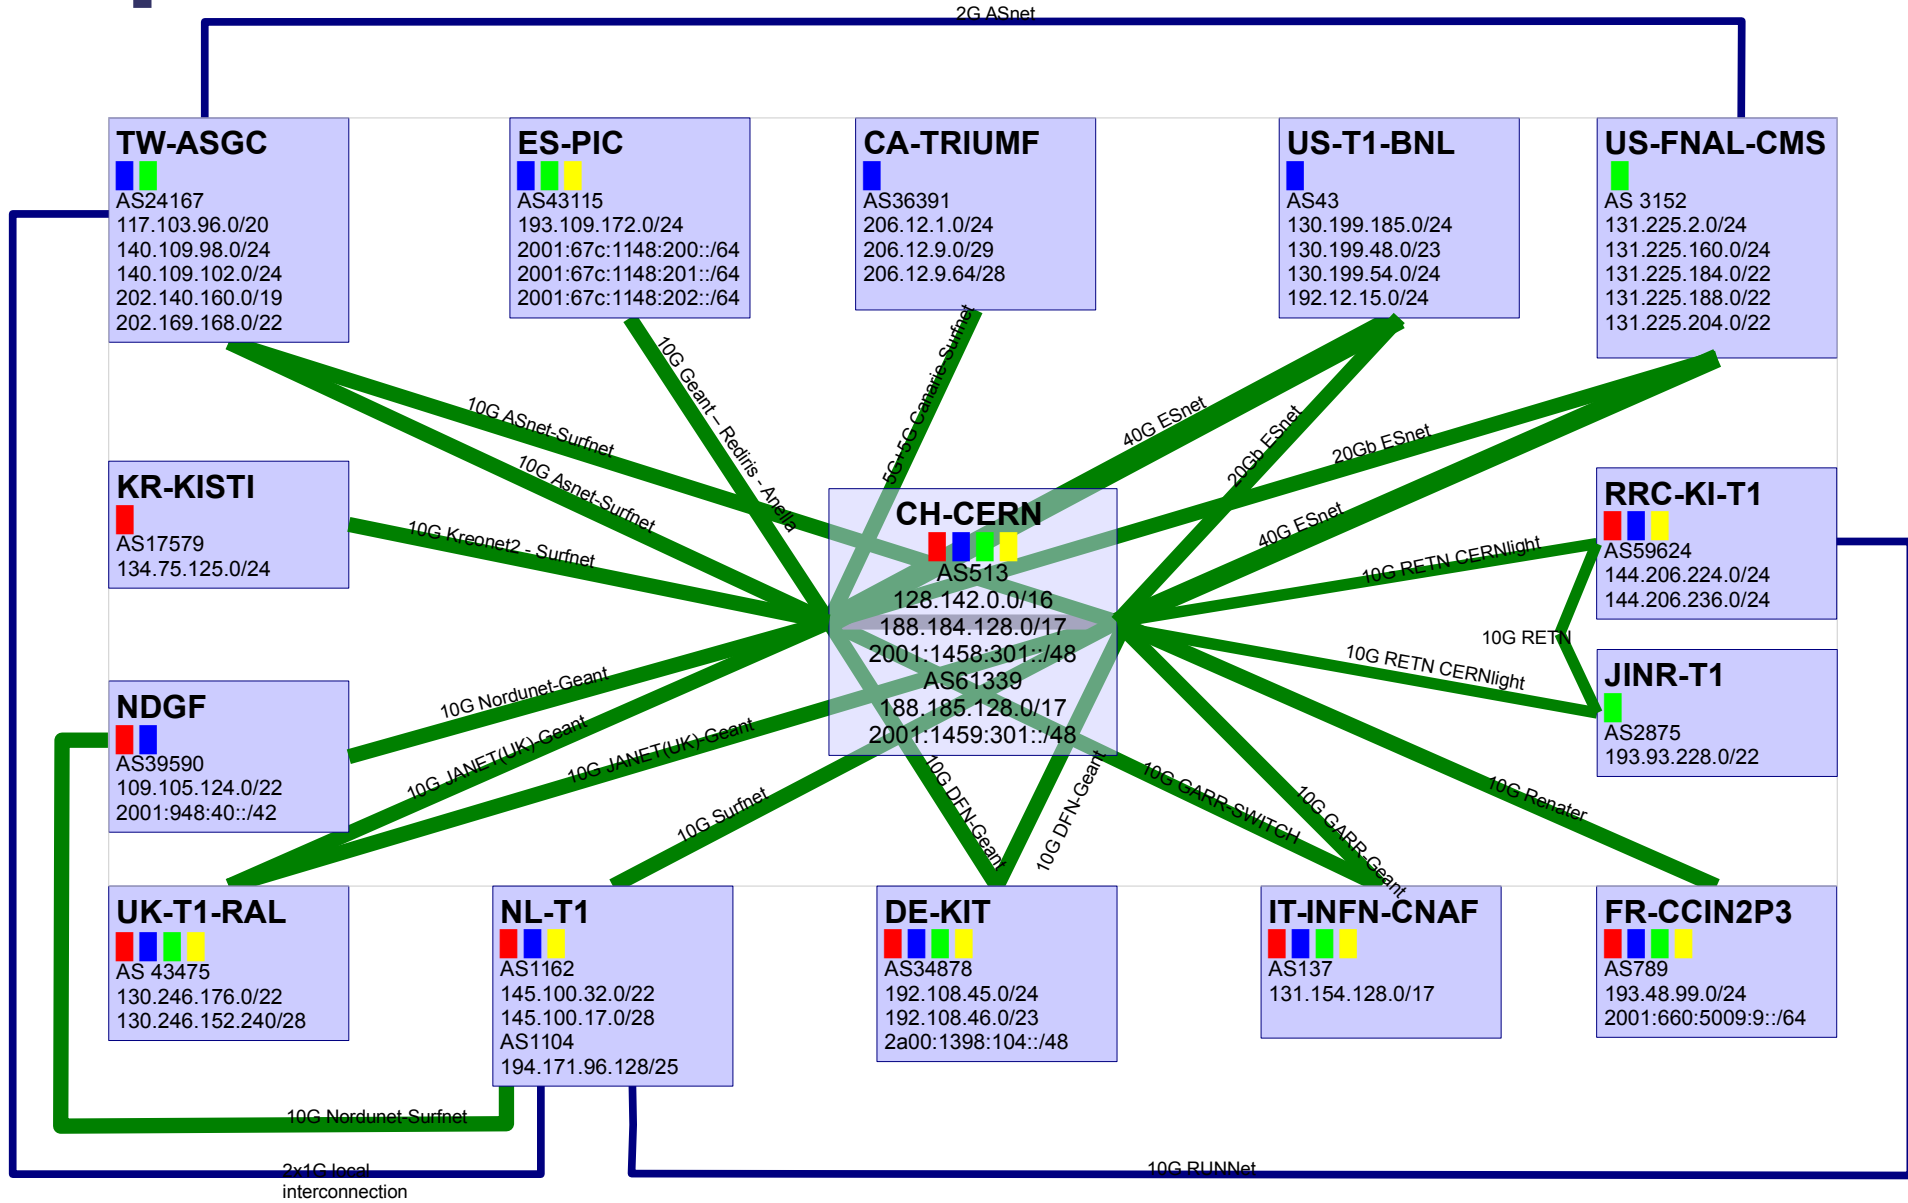 2G ASnet
TW-ASGC
AS24167
117.103.96.0/20
140.109.98.0/24
140.109.102.0/24
202.140.160.0/19
202.169.168.0/22
ES-PIC
AS43115
193.109.172.0/24
2001:67c:1148:200::/64
2001:67c:1148:201::/64
2001:67c:1148:202::/64
CA-TRIUMF
AS36391
206.12.1.0/24
206.12.9.0/29
206.12.9.64/28
US-T1-BNL
AS43
130.199.185.0/24
130.199.48.0/23
130.199.54.0/24
192.12.15.0/24
US-FNAL-CMS
AS 3152
131.225.2.0/24
131.225.160.0/24
131.225.184.0/22
131.225.188.0/22
131.225.204.0/22
10G ASnet-Surfnet
10G Asnet-Surfnet
10G Geant – Rediris - Anella
5G+5G Canarie-Surfnet
40G ESnet
20Gb ESnet
20Gb ESnet
40G ESnet
KR-KISTI
AS17579
134.75.125.0/24
10G Kreonet2 - Surfnet
CH-CERN
AS513
128.142.0.0/16
188.184.128.0/17
2001:1458:301::/48
AS61339
188.185.128.0/17
2001:1459:301::/48
10G RETN CERNlight
RRC-KI-T1
AS59624
144.206.224.0/24
144.206.236.0/24
10G RETN
10G RETN CERNlight
JINR-T1
AS2875
193.93.228.0/22
NDGF
AS39590
109.105.124.0/22
2001:948:40::/42
10G Nordunet-Geant
10G JANET(UK)-Geant
10G JANET(UK)-Geant
10G Surfnet
10G DFN-Geant
10G DFN-Geant
10G GARR-SWITCH
10G GARR-Geant
10G Renater
UK-T1-RAL
AS 43475
130.246.176.0/22
130.246.152.240/28
NL-T1
AS1162
145.100.32.0/22
145.100.17.0/28
AS1104
194.171.96.128/25
DE-KIT
AS34878
192.108.45.0/24
192.108.46.0/23
2a00:1398:104::/48
IT-INFN-CNAF
AS137
131.154.128.0/17
FR-CCIN2P3
AS789
193.48.99.0/24
2001:660:5009:9::/64
10G Nordunet-Surfnet
2x1G local
interconnection
10G RUNNet